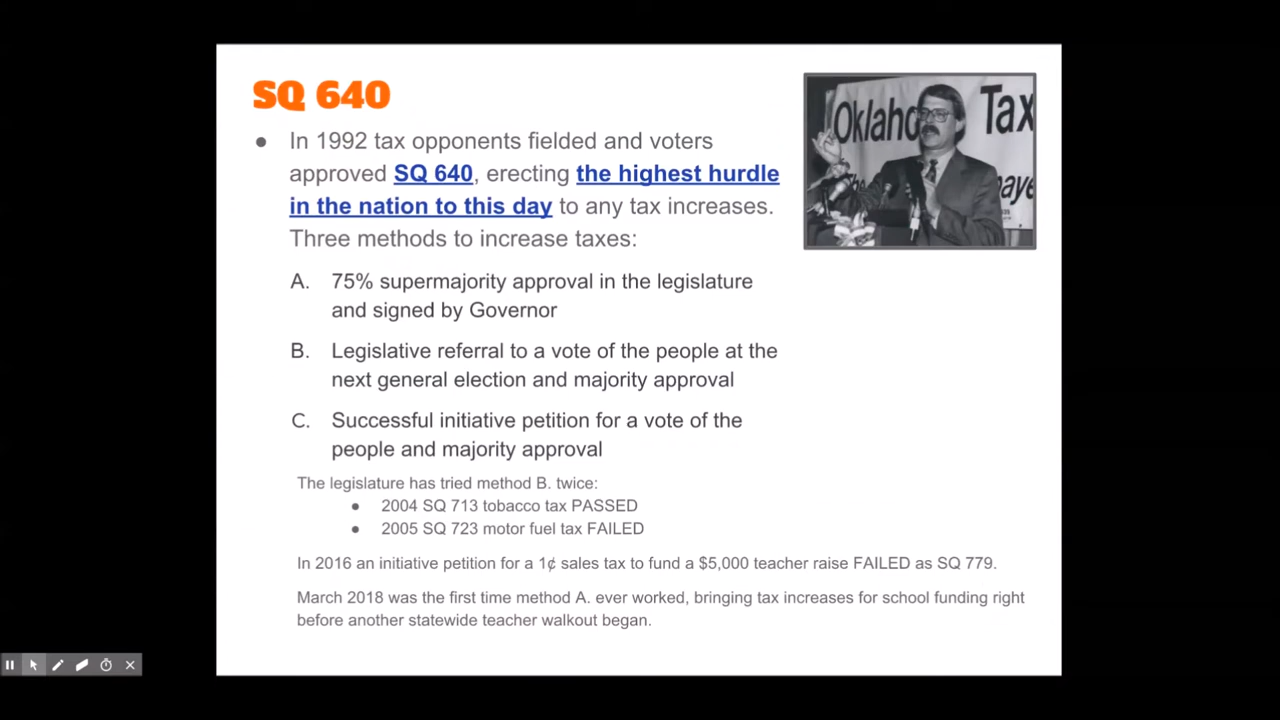 SQ 640
● In 1992 tax opponents fielded and voters
approved SQ 640, erecting the highest hurdle
in the nation to this day to any tax increases.
Three methods to increase taxes:
A. 75% supermajority approval in the legislature
and signed by Governor
B. Legislative referral to a vote of the people at the
next general election and majority approval
C. Successful initiative petition for a vote of the
people and majority approval
The legislature has tried method B. twice:
● 2004 SQ 713 tobacco tax PASSED
● 2005 SQ 723 motor fuel tax FAILED
In 2016 an initiative petition for a 1¢ sales tax to fund a $5,000 teacher raise FAILED as SQ 779.
March 2018 was the first time method A. ever worked, bringing tax increases for school funding right
before another statewide teacher walkout began.
Oklaho Tax